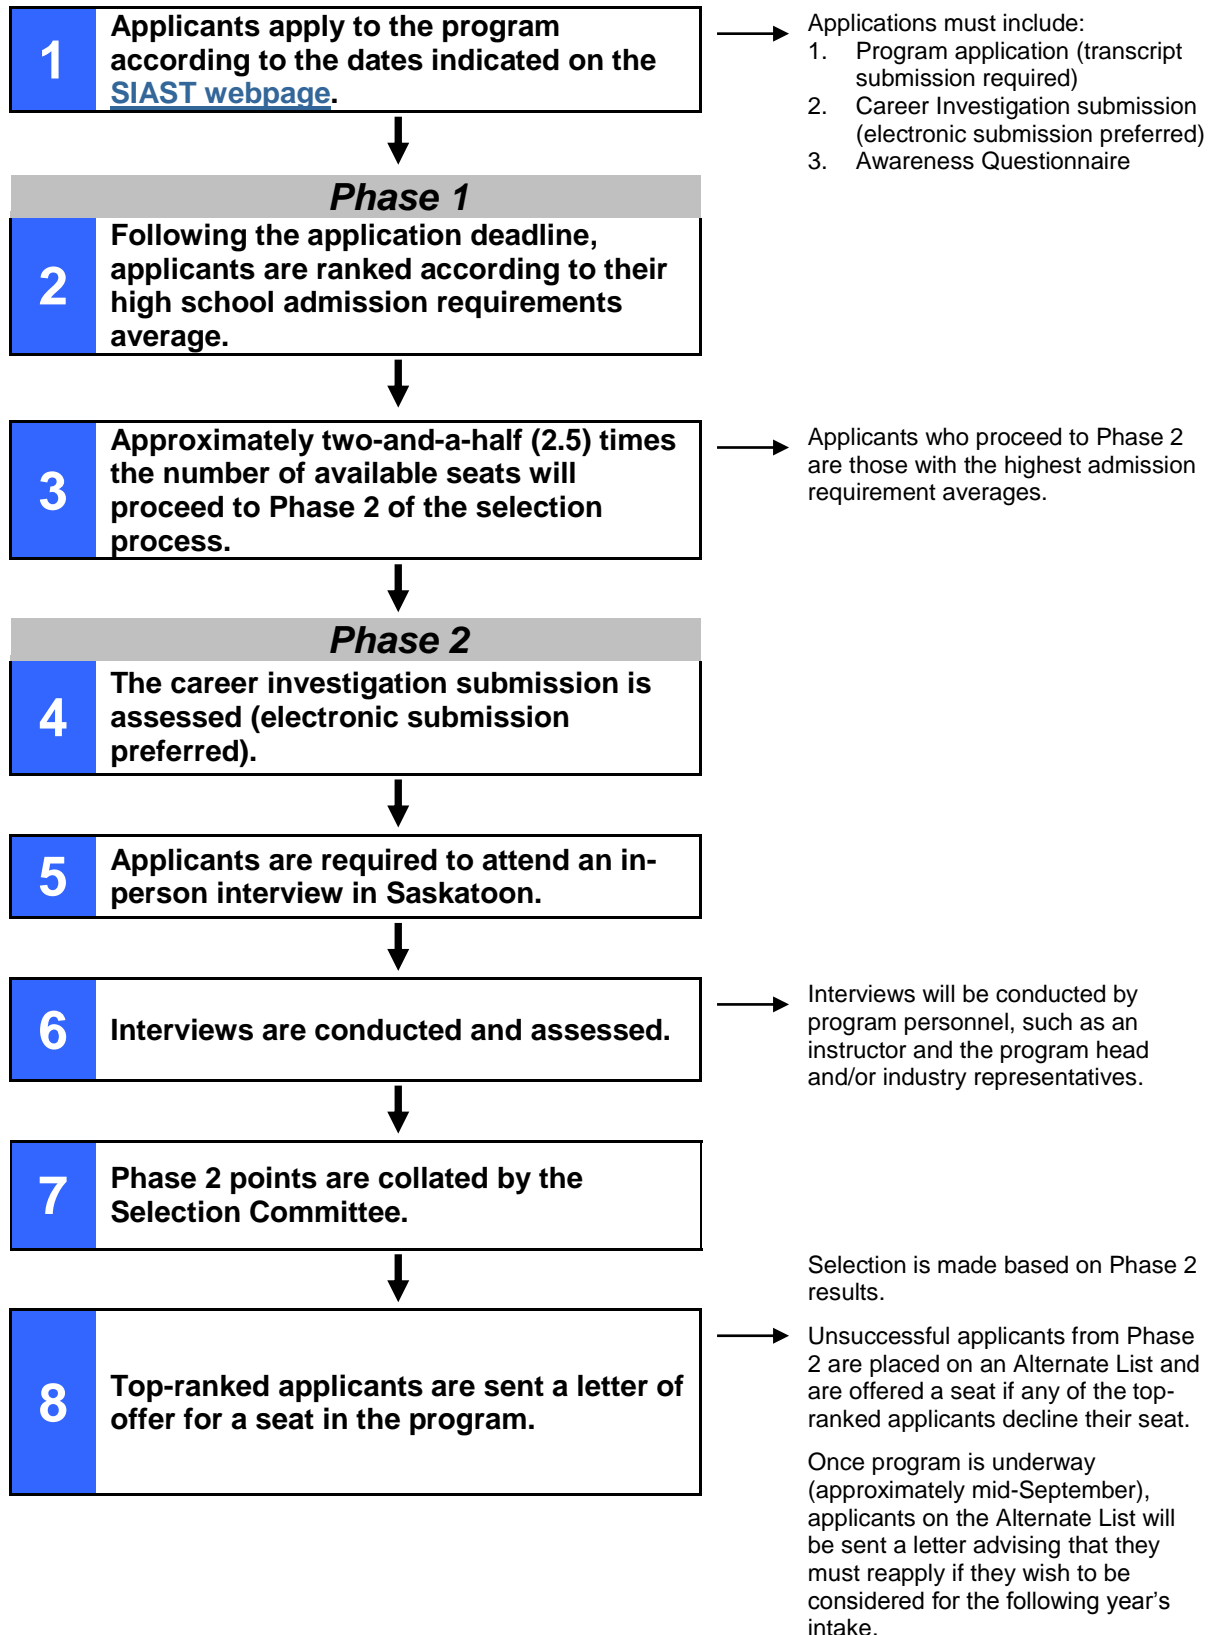 1
Applicants apply to the program
according to the dates indicated on the
SIAST webpage.
Applications must include:
1. Program application (transcript
submission required)
2. Career Investigation submission
(electronic submission preferred)
3. Awareness Questionnaire
Phase 1
2
Following the application deadline,
applicants are ranked according to their
high school admission requirements
average.
3
Approximately two-and-a-half (2.5) times
the number of available seats will
proceed to Phase 2 of the selection
process.
Applicants who proceed to Phase 2
are those with the highest admission
requirement averages.
Phase 2
4
The career investigation submission is
assessed (electronic submission
preferred).
5
Applicants are required to attend an in-
person interview in Saskatoon.
6
Interviews are conducted and assessed.
Interviews will be conducted by
program personnel, such as an
instructor and the program head
and/or industry representatives.
7
Phase 2 points are collated by the
Selection Committee.
8
Top-ranked applicants are sent a letter of
offer for a seat in the program.
Selection is made based on Phase 2
results.
Unsuccessful applicants from Phase
2 are placed on an Alternate List and
are offered a seat if any of the top-
ranked applicants decline their seat.
Once program is underway
(approximately mid-September),
applicants on the Alternate List will
be sent a letter advising that they
must reapply if they wish to be
considered for the following year's
intake.